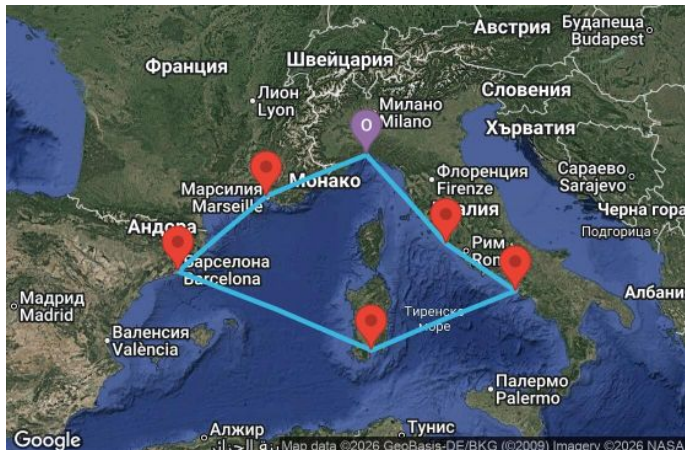 Австрия
Будапеща
Budapest
Франция
Швейцария
Лион
Lyon
Милано
Milano
Словения
Хърватия
O
Марсилия
Marseille
Монако
Флоренция
Firenze
Сараево
Sarajevo
Андора
Рим
Черна гора
Подгорица
Барселона
Barcelona
Мадрид
Madrid
Валенсия
València
Тиренско
море
Палермо
Palermo
Алжир
Тунис
Google
Map data ©2026 GeoBasis-DE/BKG (©2009) Imagery ©2026 NASA